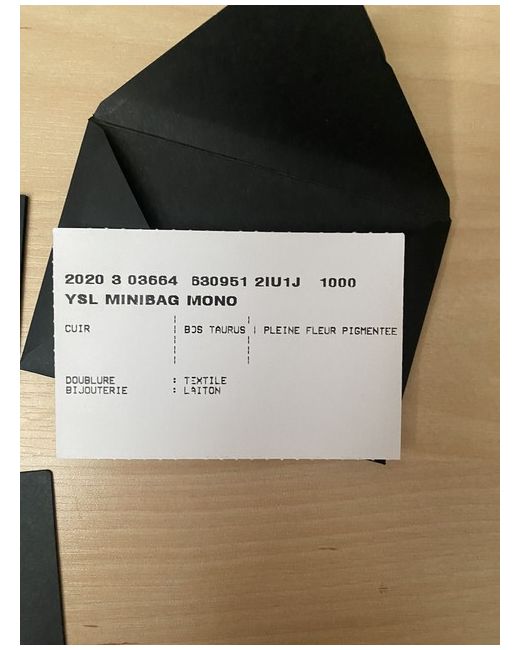 2020 3 03664 630951 2IU1J 1000
YSL MINIBAG MONO
CUIR | BOS TAURUS | PLEINE FLEUR PIGMENTEE
DOUBLURE : TEXTILE
BIJOUTERIE : LAITON